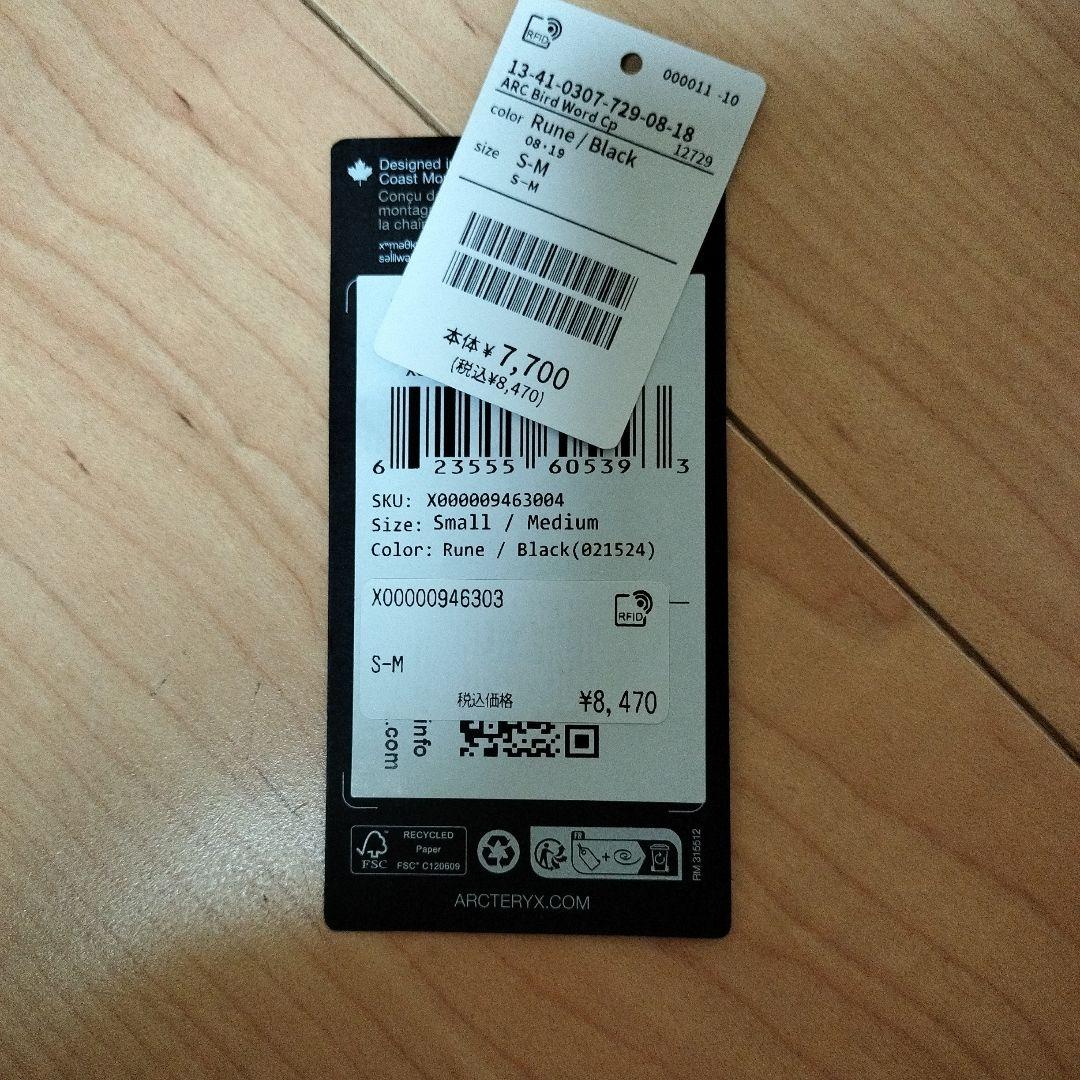 RFID
000011 -10
13-41-0307-729-08-18
ARC Bird Word Cp
12729
color Rune / Black
08・19
size S-M
S-M
本体¥7,700
(税込¥8,470)
Designed
Coast
Conçu
la
6 23555 60539 3
SKU: X000009463004
Size: Small / Medium
Color: Rune / Black(021524)
X00000946303
RFID
S-M
税込価格 ¥8,470
info
.com
FSC
RECYCLED
Paper
FSC® C120609
FR
RM 315512
ARCTERYX.COM